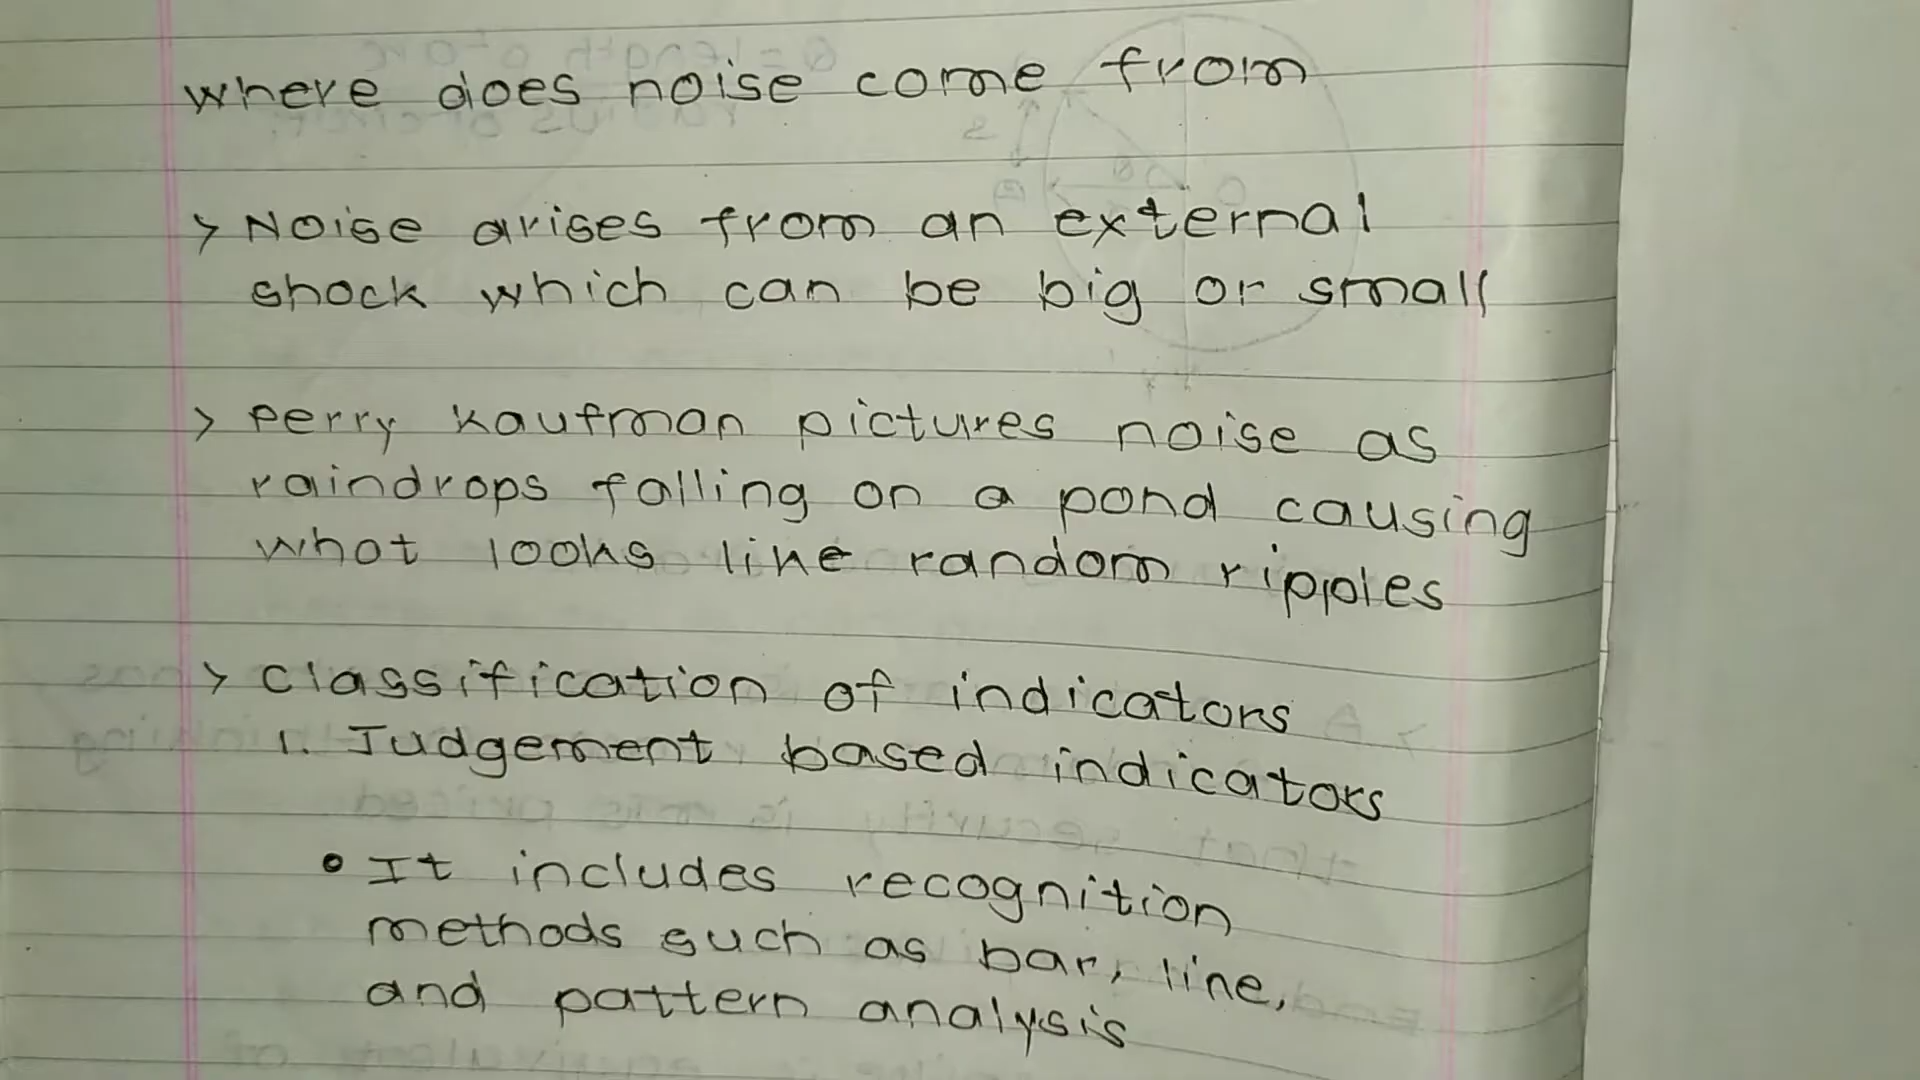 where does noise come from
> Noise arises from an external
shock which can be big or small
> perry kaufman pictures noise as
raindrops falling on a pond causing
what looks like random ripples
> classification of indicators
1. Judgement based indicators
• It includes recognition
methods such as bar, line,
and pattern analysis